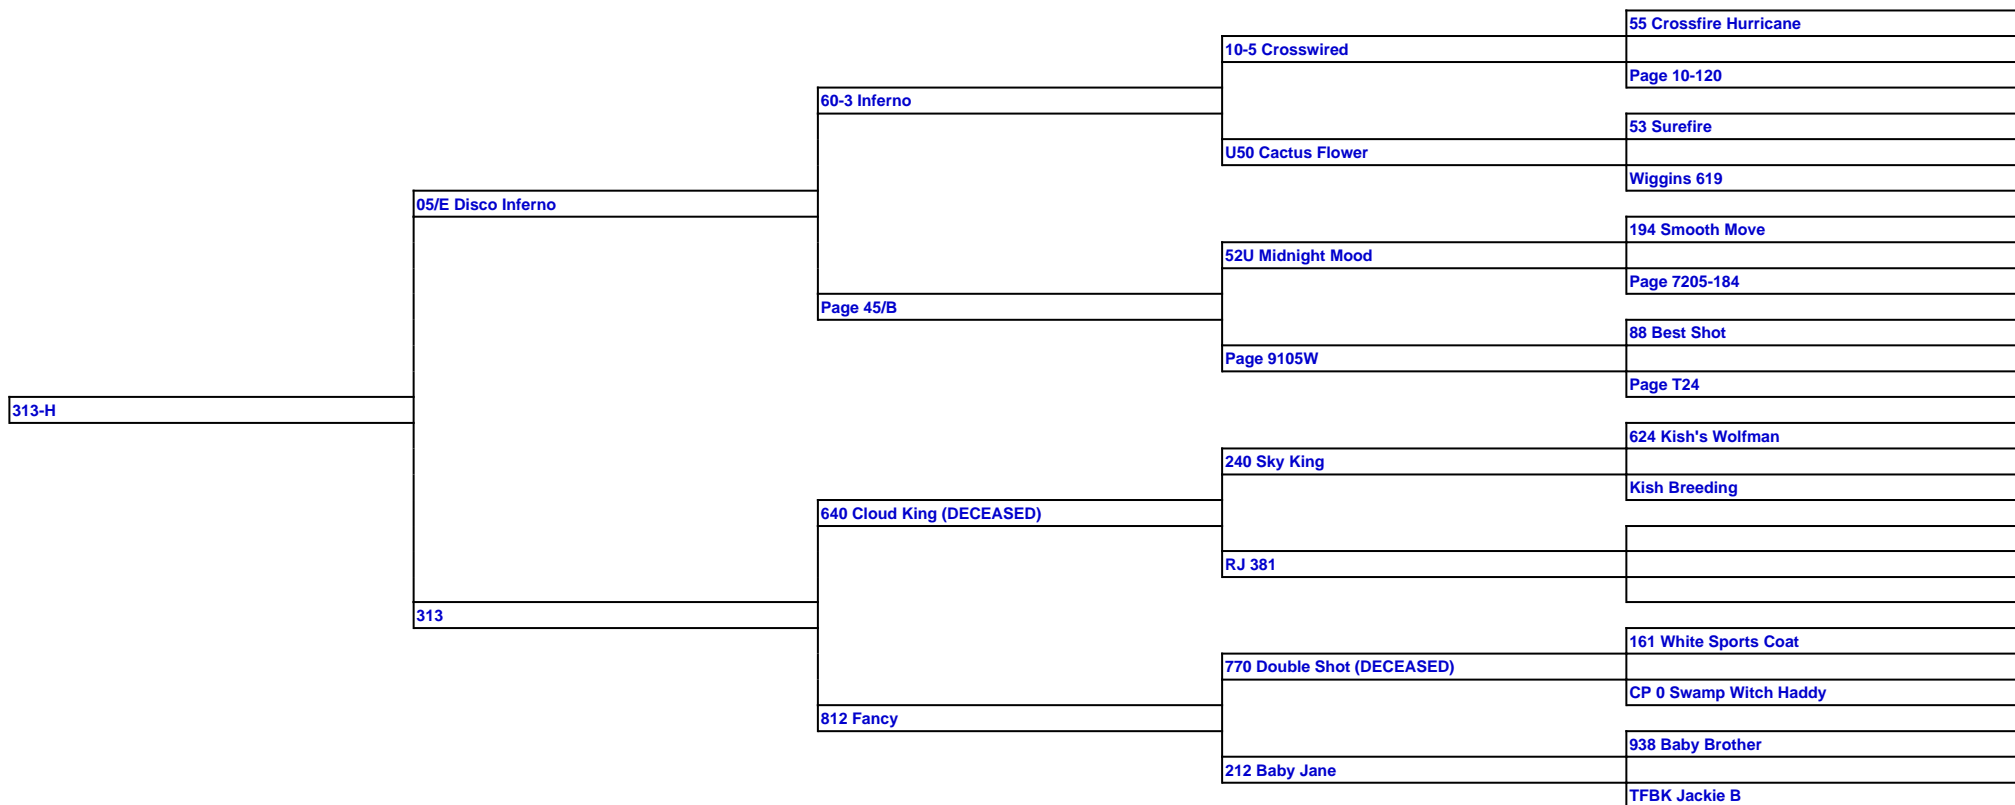 55 Crossfire Hurricane
10-5 Crosswired
Page 10-120
60-3 Inferno
53 Surefire
U50 Cactus Flower
Wiggins 619
05/E Disco Inferno
194 Smooth Move
52U Midnight Mood
Page 7205-184
Page 45/B
88 Best Shot
Page 9105W
Page T24
313-H
624 Kish's Wolfman
240 Sky King
Kish Breeding
640 Cloud King (DECEASED)
RJ 381
313
161 White Sports Coat
770 Double Shot (DECEASED)
CP 0 Swamp Witch Haddy
812 Fancy
938 Baby Brother
212 Baby Jane
TFBK Jackie B